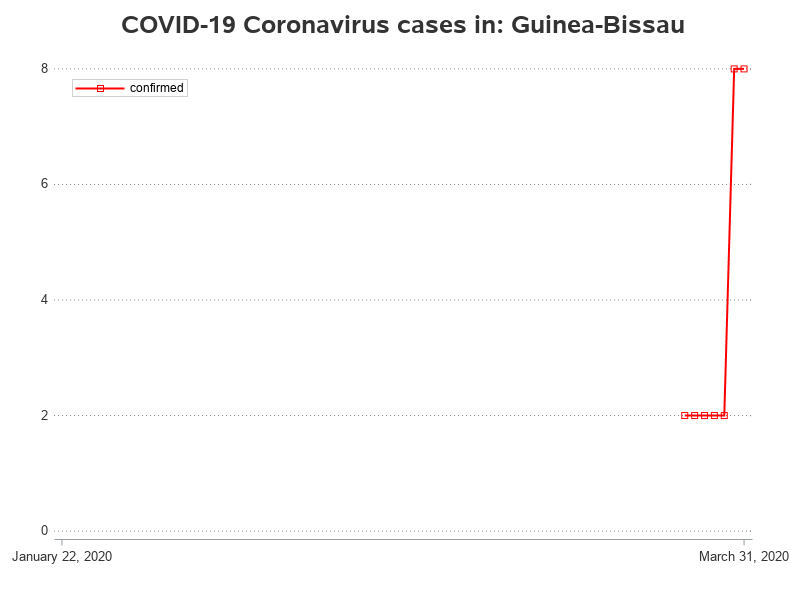 COVID-19 Coronavirus cases in: Guinea-Bissau
8
confirmed
6
4
2
0
January 22, 2020
March 31, 2020